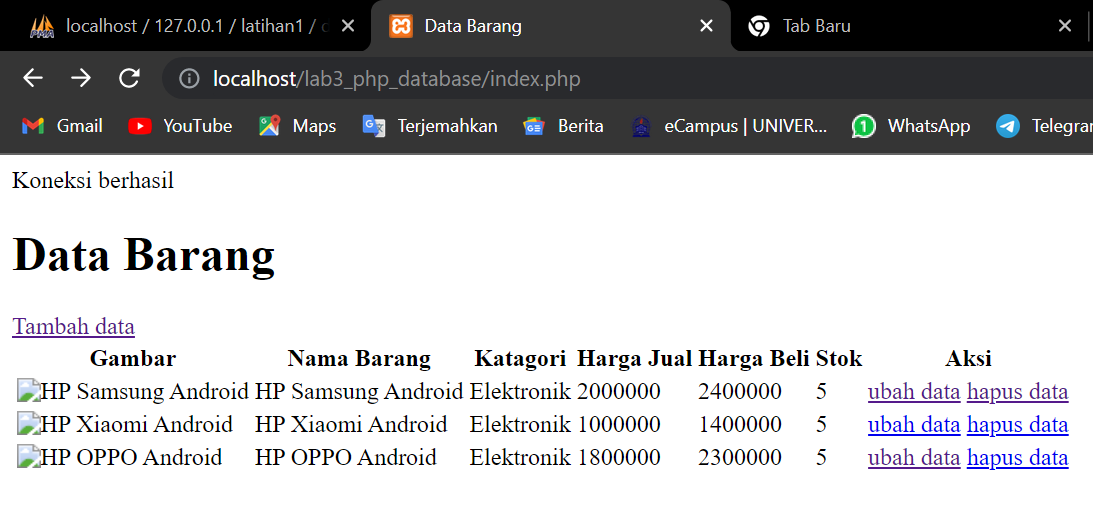 localhost / 127.0.0.1 / latihan1 / d Data Barang Tab Baru
localhost/lab3_php_database/index.php
Gmail YouTube Maps Terjemahkan Berita eCampus | UNIVER... WhatsApp Telegram
Koneksi berhasil
Data Barang
Tambah data
Gambar Nama Barang Katagori Harga Jual Harga Beli Stok Aksi
HP Samsung Android HP Samsung Android Elektronik 2000000 2400000 5 ubah data hapus data
HP Xiaomi Android HP Xiaomi Android Elektronik 1000000 1400000 5 ubah data hapus data
HP OPPO Android HP OPPO Android Elektronik 1800000 2300000 5 ubah data hapus data